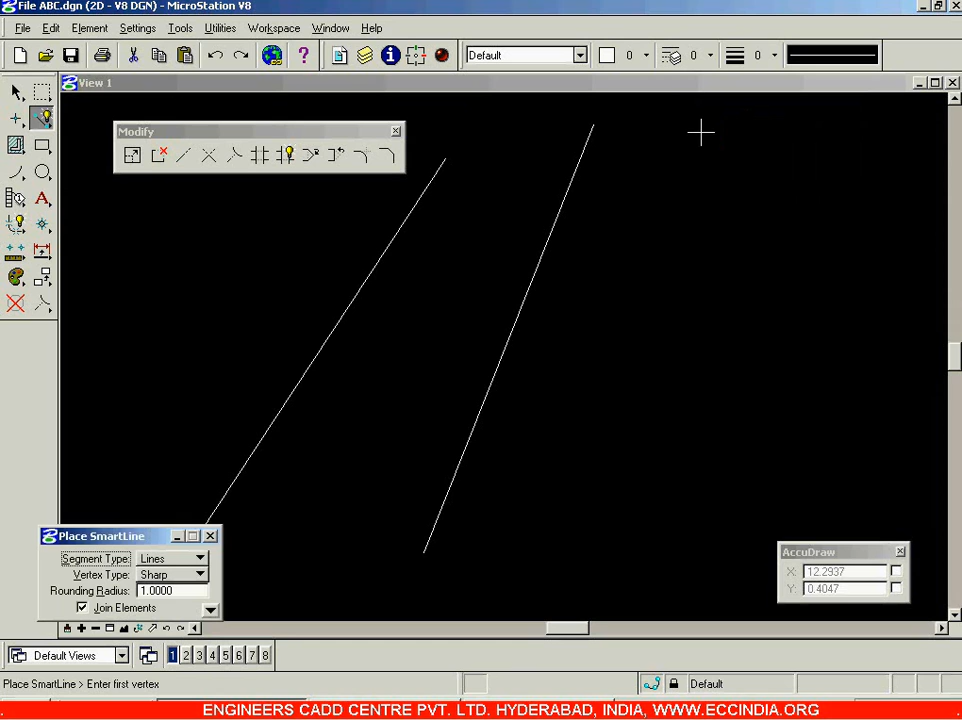 File ABC.dgn (2D - V8 DGN) - MicroStation V8
File Edit Element Settings Tools Utilities Workspace Window Help
Default 0 0 0
View 1
Modify
Place SmartLine
Segment Type: Lines
Vertex Type: Sharp
Rounding Radius: 1.0000
Join Elements
AccuDraw
X: 12.2937
Y: 0.4047
Default Views 1 2 3 4 5 6 7 8
Place SmartLine > Enter first vertex Default
ENGINEERS CADD CENTRE PVT. LTD. HYDERABAD, INDIA, WWW.ECCINDIA.ORG